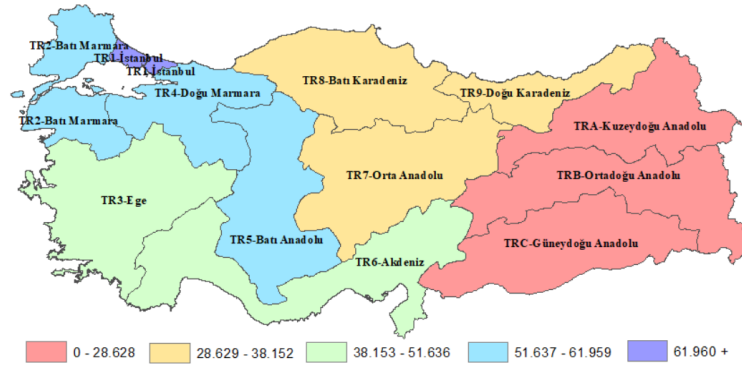 TR2-Batı Marmara
TR1-İstanbul
TR1-İstanbul
TR8-Batı Karadeniz
TR4-Doğu Marmara
TR9-Doğu Karadeniz
TR2-Batı Marmara
TRA-Kuzeydoğu Anadolu
TR7-Orta Anadolu
TRB-Ortadoğu Anadolu
TR3-Ege
TR5-Batı Anadolu
TRC-Güneydoğu Anadolu
TR6-Akdeniz
0 - 28.628 28.629 - 38.152 38.153 - 51.636 51.637 - 61.959 61.960 +